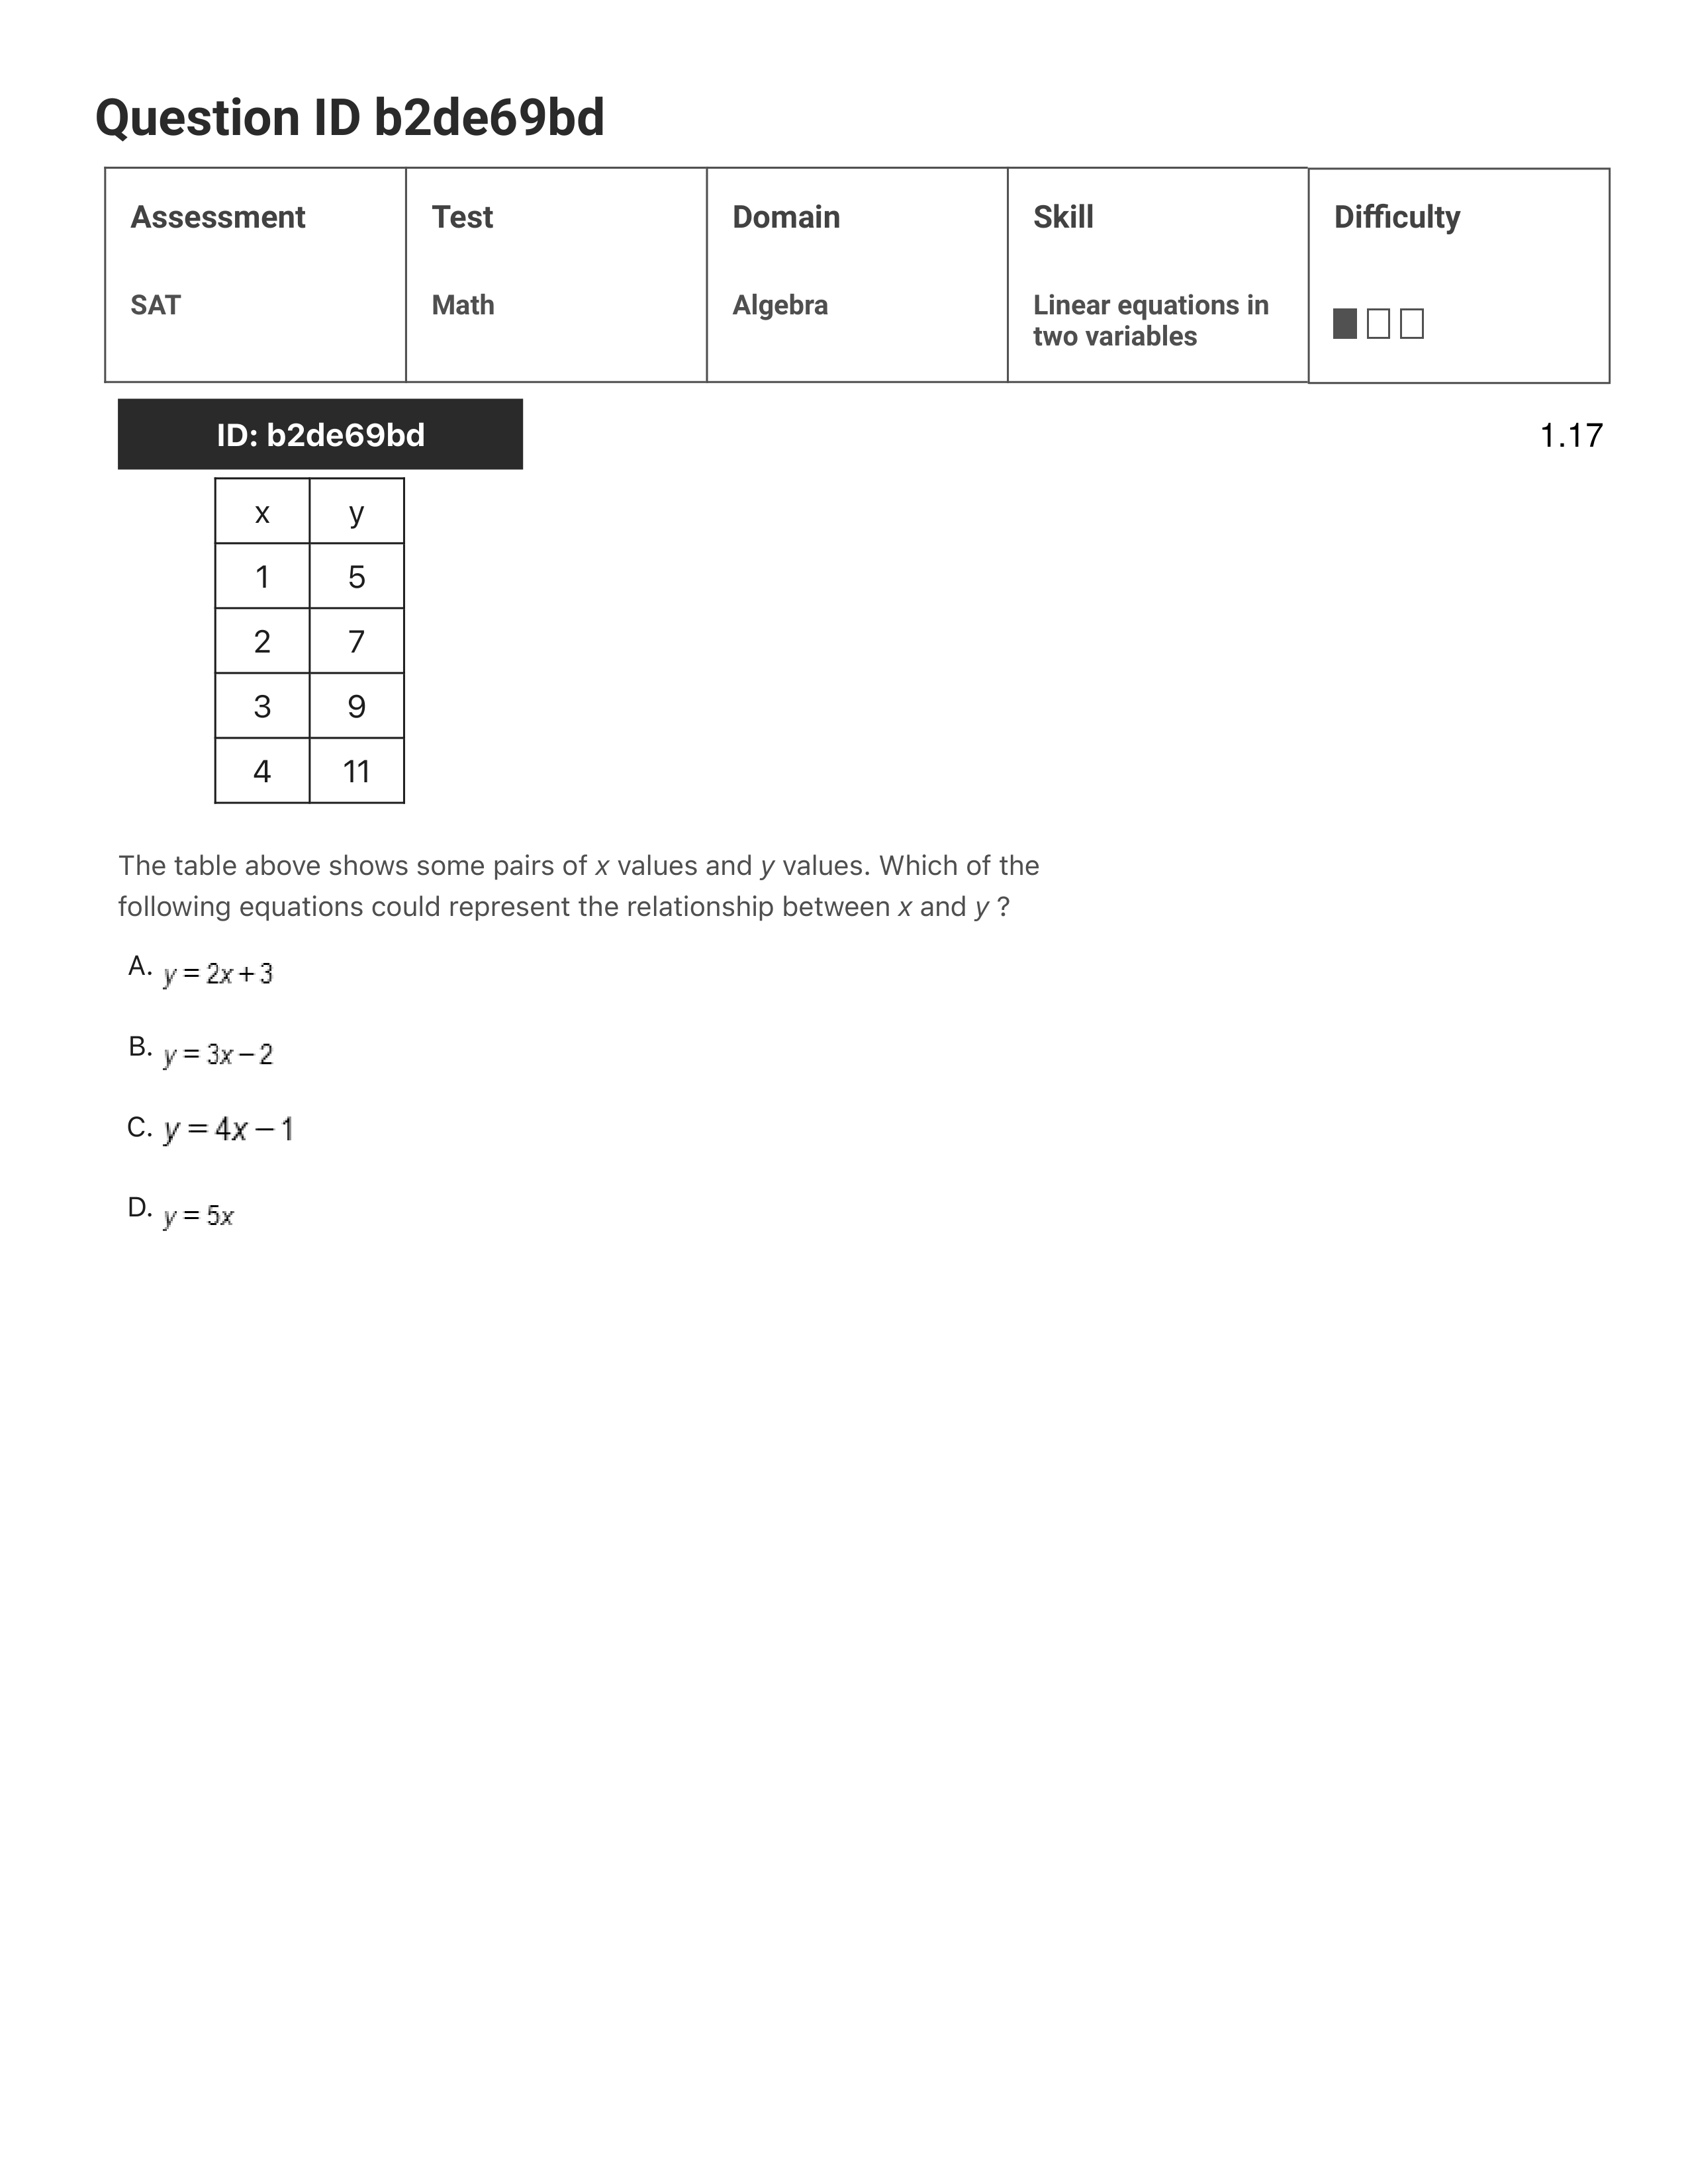 Question ID b2de69bd
Assessment Test Domain Skill Difficulty
SAT Math Algebra Linear equations in
two variables
ID: b2de69bd 1.17
x y
1 5
2 7
3 9
4 11
The table above shows some pairs of x values and y values. Which of the
following equations could represent the relationship between x and y ?
A. y = 2x + 3
B. y = 3x − 2
C. y = 4x − 1
D. y = 5x